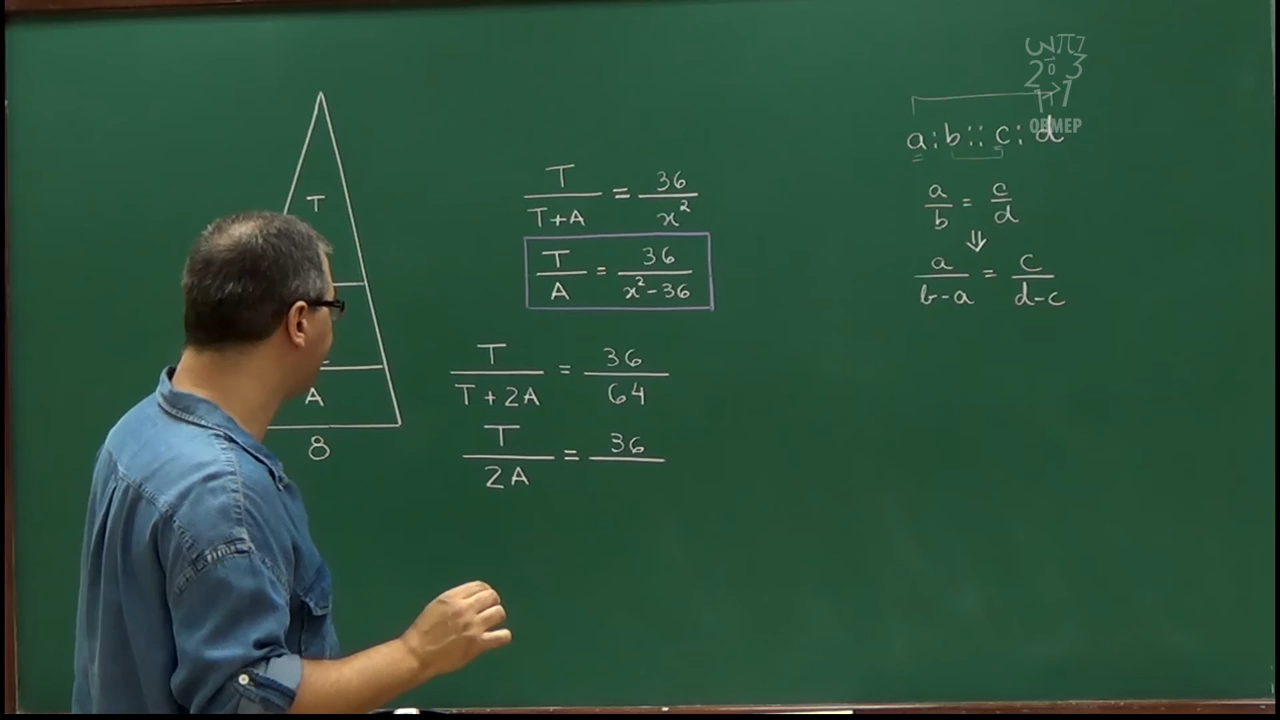 T
A
8
T/(T+A) = 36/x²
T/A = 36/(x²-36)
T/(T+2A) = 36/64
T/2A = 36
a:b::c:d
a/b = c/d
⇓
a/(b-a) = c/(d-c)
OBMEP